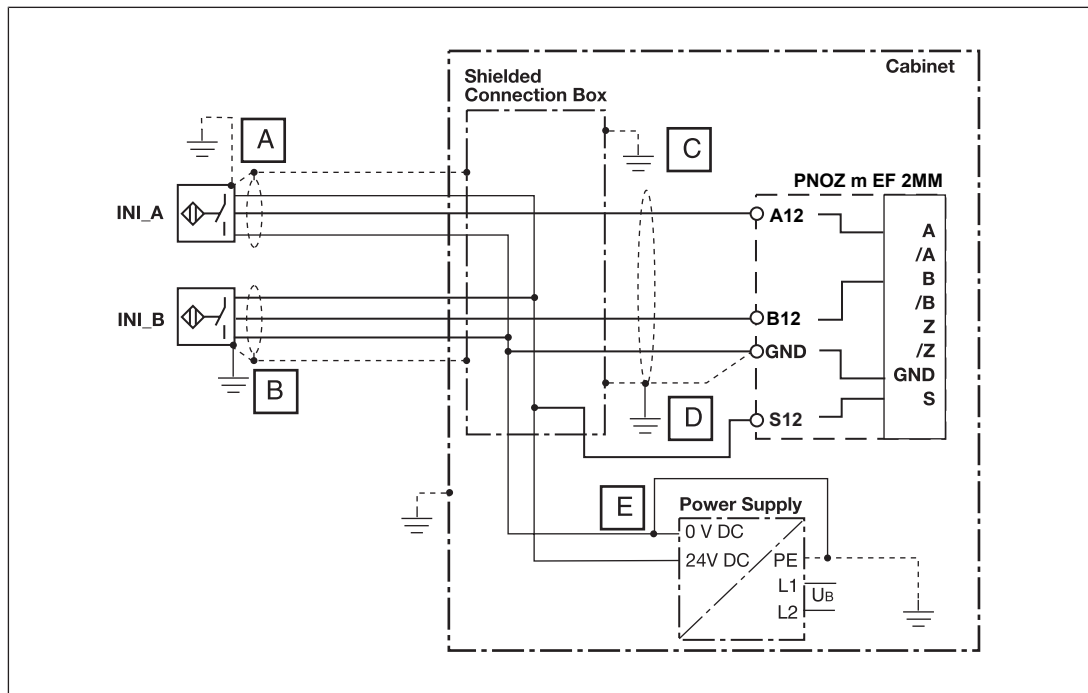 Cabinet
Shielded
Connection Box
A
C
PNOZ m EF 2MM
INI_A
A12
A
/A
B
/B
Z
/Z
GND
S
INI_B
B12
GND
B
D
S12
E
Power Supply
0 V DC
24V DC
PE
L1
UB
L2